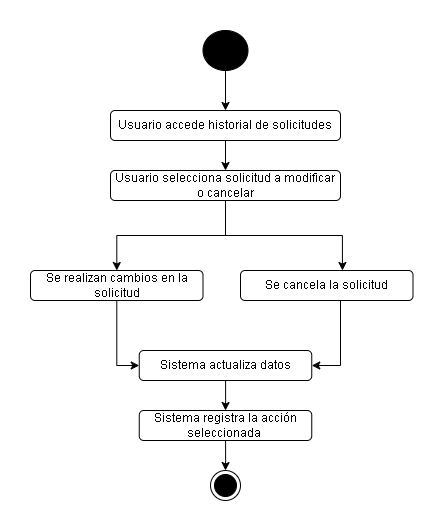 Usuario accede historial de solicitudes
Usuario selecciona solicitud a modificar
o cancelar
Se realizan cambios en la
solicitud
Se cancela la solicitud
Sistema actualiza datos
Sistema registra la acción
seleccionada